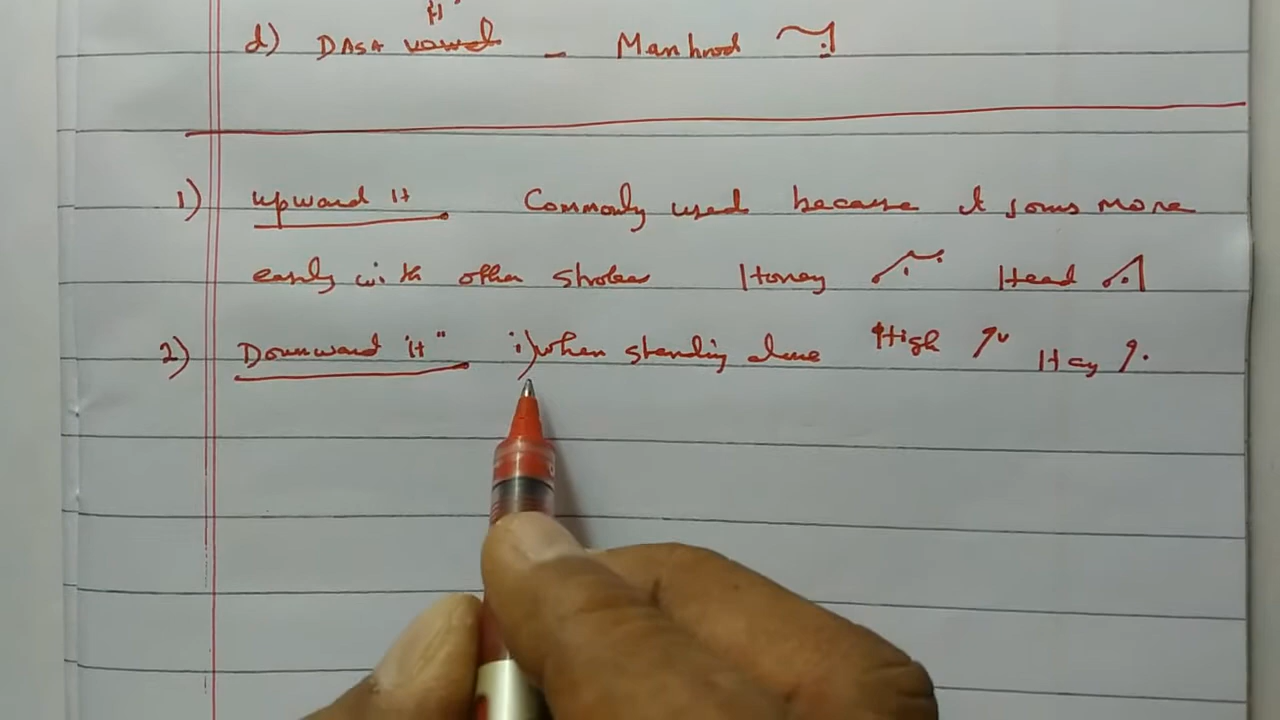 "H"
d) DASH vowel - Manhood
1) upward H Commonly used because it joins more
easily with other strokes Honey Head
2) Downward "H" i) when standing alone High Hay